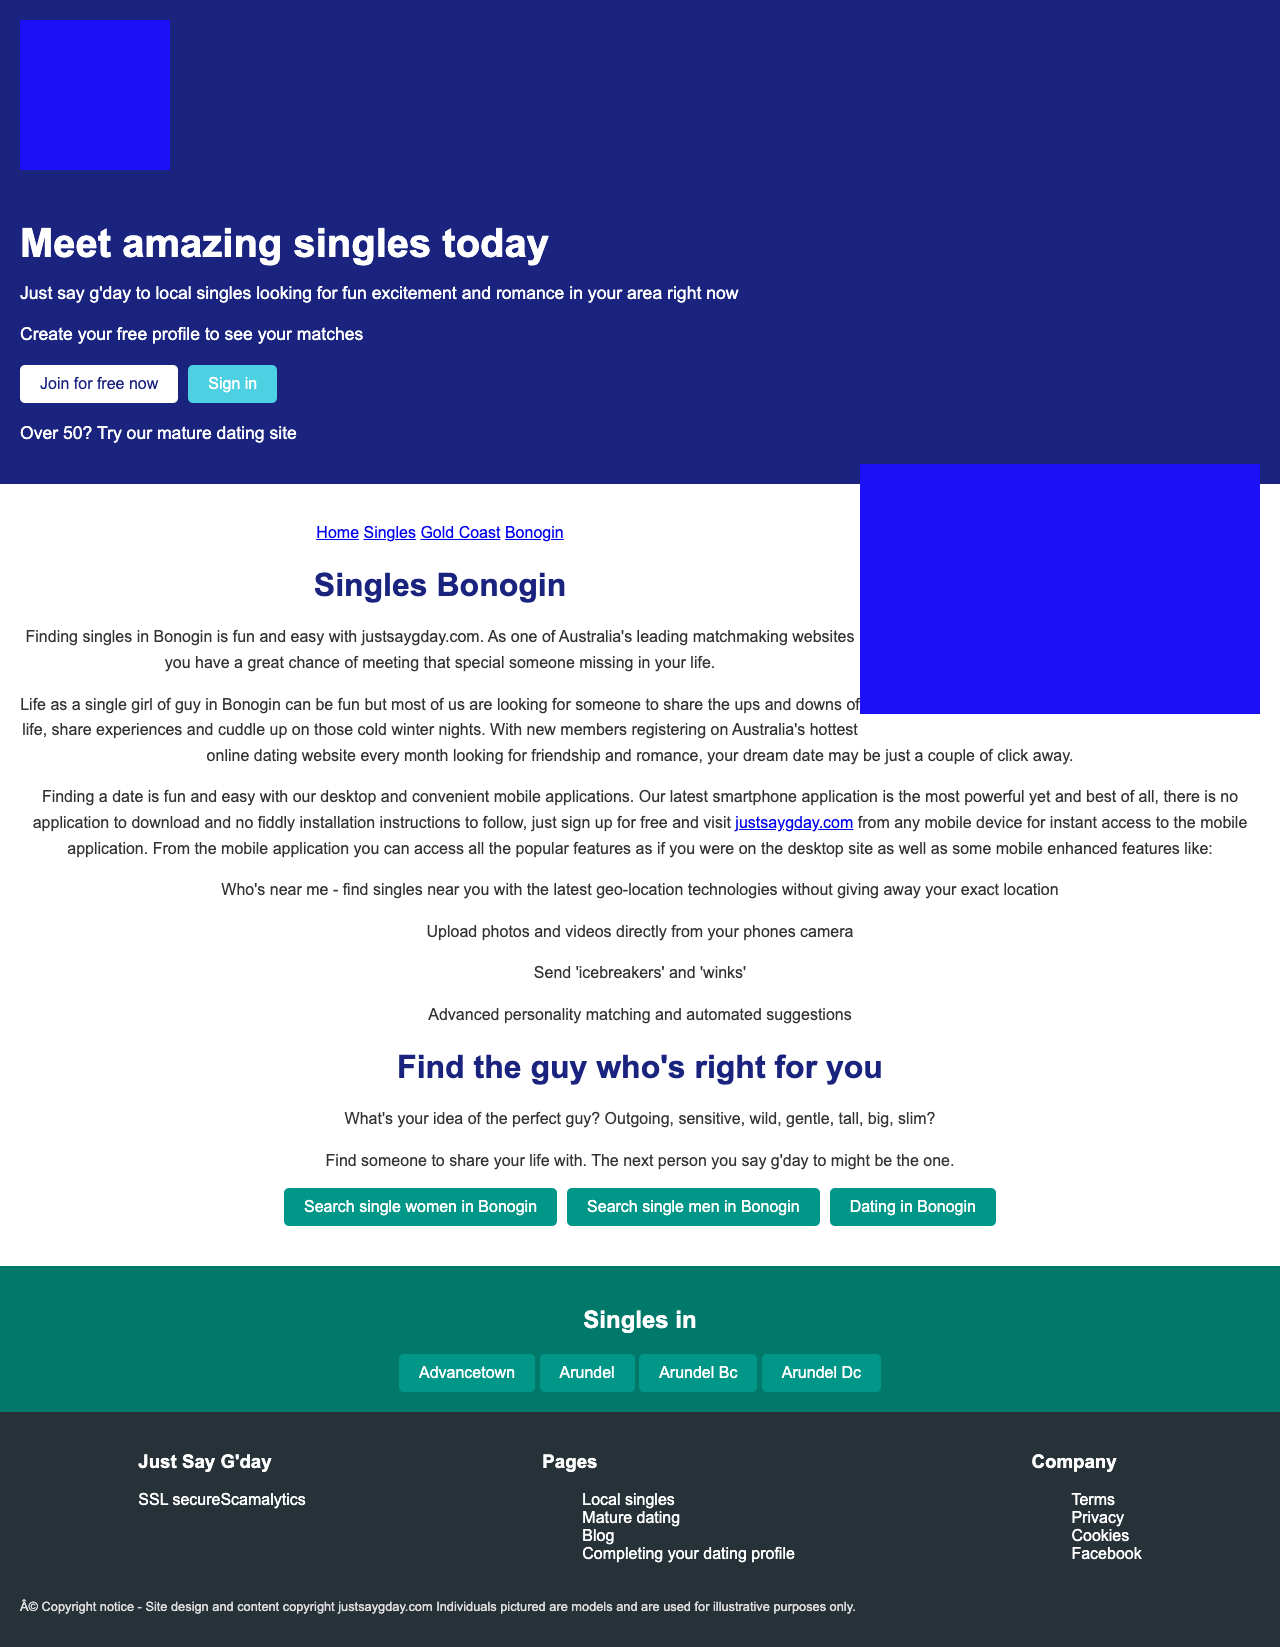 Meet amazing singles today
Just say g'day to local singles looking for fun excitement and romance in your area right now
Create your free profile to see your matches
Join for free now Sign in
Over 50? Try our mature dating site
Home Singles Gold Coast Bonogin
Singles Bonogin
Finding singles in Bonogin is fun and easy with justsaygday.com. As one of Australia's leading matchmaking websites
you have a great chance of meeting that special someone missing in your life.
Life as a single girl of guy in Bonogin can be fun but most of us are looking for someone to share the ups and downs of
life, share experiences and cuddle up on those cold winter nights. With new members registering on Australia's hottest
online dating website every month looking for friendship and romance, your dream date may be just a couple of click away.
Finding a date is fun and easy with our desktop and convenient mobile applications. Our latest smartphone application is the most powerful yet and best of all, there is no
application to download and no fiddly installation instructions to follow, just sign up for free and visit justsaygday.com from any mobile device for instant access to the mobile
application. From the mobile application you can access all the popular features as if you were on the desktop site as well as some mobile enhanced features like:
Who's near me - find singles near you with the latest geo-location technologies without giving away your exact location
Upload photos and videos directly from your phones camera
Send 'icebreakers' and 'winks'
Advanced personality matching and automated suggestions
Find the guy who's right for you
What's your idea of the perfect guy? Outgoing, sensitive, wild, gentle, tall, big, slim?
Find someone to share your life with. The next person you say g'day to might be the one.
Search single women in Bonogin Search single men in Bonogin Dating in Bonogin
Singles in
Advancetown Arundel Arundel Bc Arundel Dc
Just Say G'day
SSL secureScamalytics
Pages
Local singles
Mature dating
Blog
Completing your dating profile
Company
Terms
Privacy
Cookies
Facebook
Â© Copyright notice - Site design and content copyright justsaygday.com Individuals pictured are models and are used for illustrative purposes only.